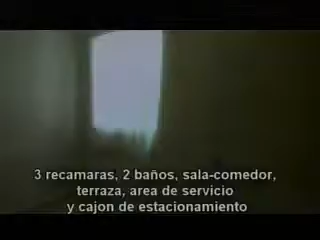 3 recamaras, 2 baños, sala-comedor,
terraza, area de servicio
y cajon de estacionamiento